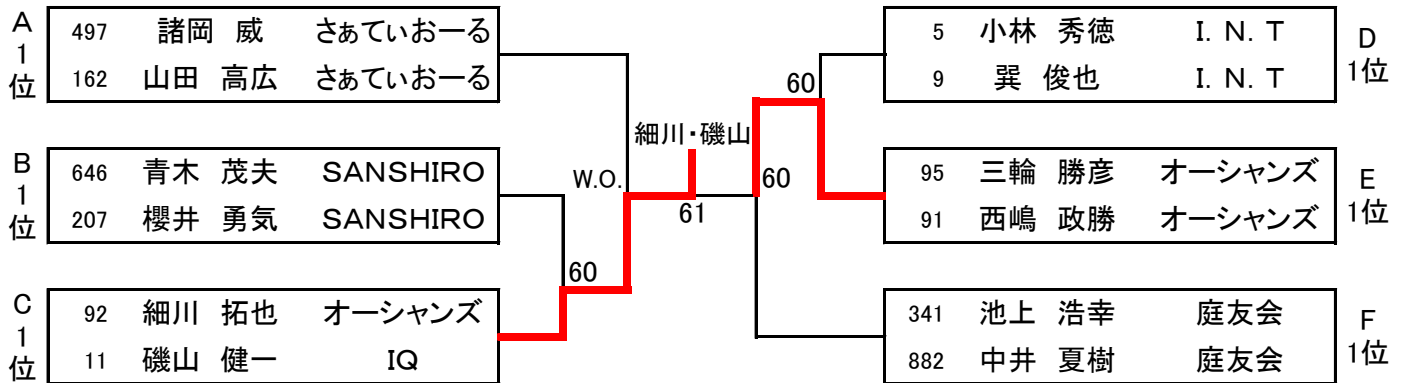 A
1
位
497 諸岡 威 さぁてぃおーる
162 山田 高広 さぁてぃおーる
B
1
位
646 青木 茂夫 SANSHIRO
207 櫻井 勇気 SANSHIRO
C
1
位
92 細川 拓也 オーシャンズ
11 磯山 健一 IQ
60
W.O.
細川・磯山
61
60
60
5 小林 秀徳 I.N.T
9 巽 俊也 I.N.T
D
1位
95 三輪 勝彦 オーシャンズ
91 西嶋 政勝 オーシャンズ
E
1位
341 池上 浩幸 庭友会
882 中井 夏樹 庭友会
F
1位